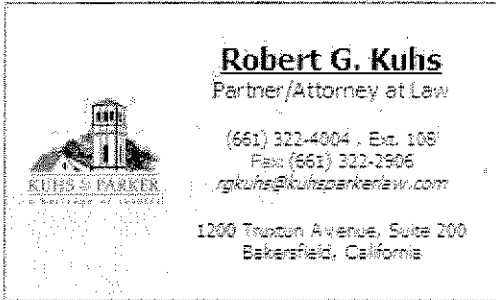 Robert G. Kuhs
Partner/Attorney at Law
(661) 322-4004 , Ext. 108
Fax: (661) 322-2906
rgkuhs@kuhsparkerlaw.com
KUHS & PARKER
1200 Truxtun Avenue, Suite 200
Bakersfield, California